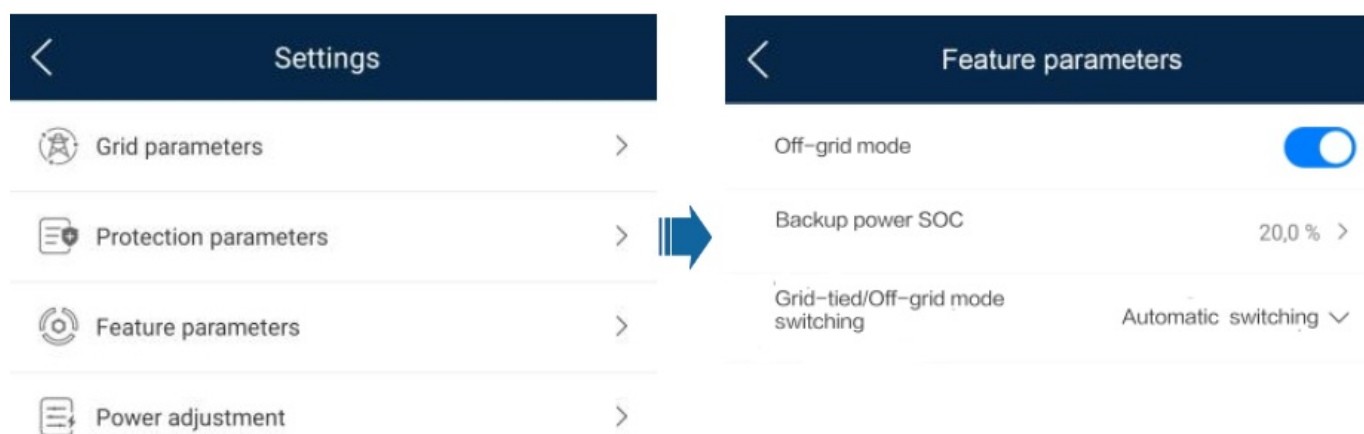 Settings
Grid parameters
Protection parameters
Feature parameters
Power adjustment
Feature parameters
Off-grid mode
Backup power SOC
20,0 %
Grid-tied/Off-grid mode
switching
Automatic switching